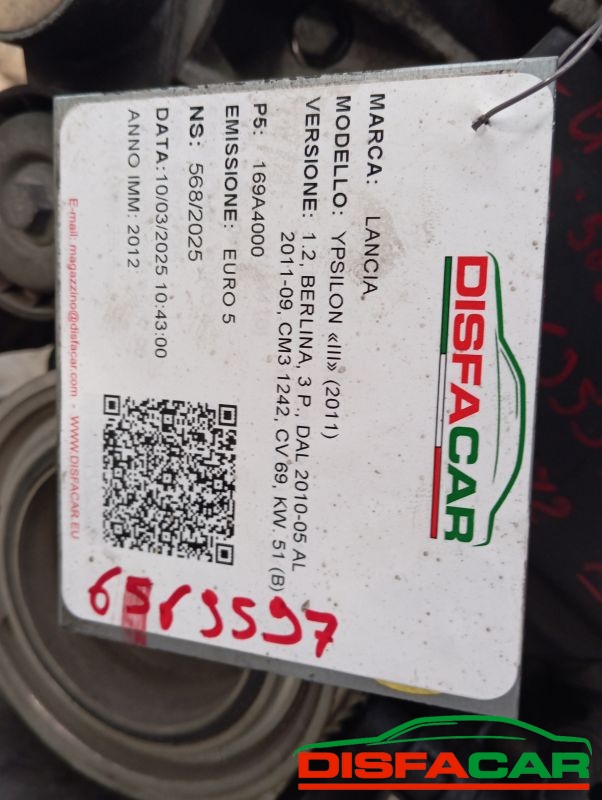 DISFACAR
MARCA: LANCIA
MODELLO: YPSILON «III» (2011)
VERSIONE: 1.2, BERLINA, 3 P., DAL 2010-05 AL
2011-09, CM3 1242, CV 69, KW. 51 (B)
P5: 169A4000
EMISSIONE: EURO 5
NS: 568/2025
DATA: 10/03/2025 10:43:00
ANNO IMM: 2012
E-mail: magazzino@disfacar.com - WWW.DISFACAR.EU
DISFACAR